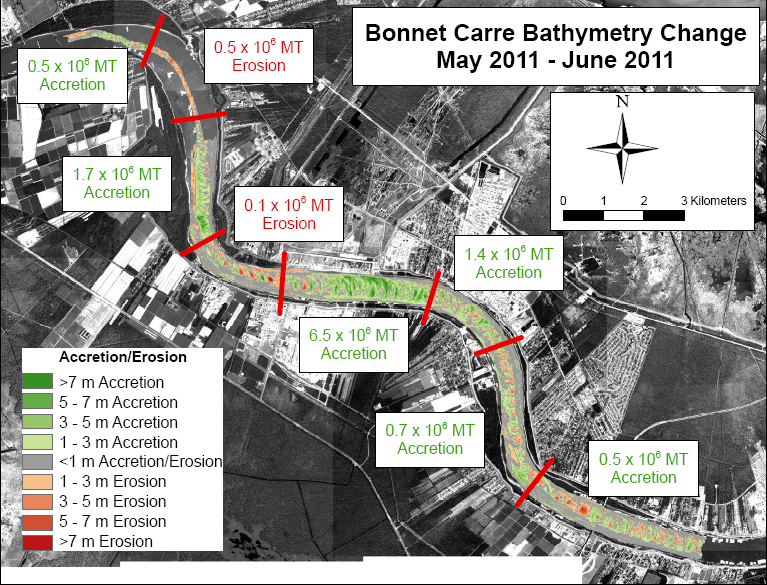 Bonnet Carre Bathymetry Change
May 2011 - June 2011
0.5 x 10⁶ MT
Accretion
0.5 x 10⁶ MT
Erosion
N
0 1 2 3 Kilometers
1.7 x 10⁶ MT
Accretion
0.1 x 10⁶ MT
Erosion
1.4 x 10⁶ MT
Accretion
6.5 x 10⁶ MT
Accretion
0.7 x 10⁶ MT
Accretion
0.5 x 10⁶ MT
Accretion
Accretion/Erosion
>7 m Accretion
5 - 7 m Accretion
3 - 5 m Accretion
1 - 3 m Accretion
<1 m Accretion/Erosion
1 - 3 m Erosion
3 - 5 m Erosion
5 - 7 m Erosion
>7 m Erosion